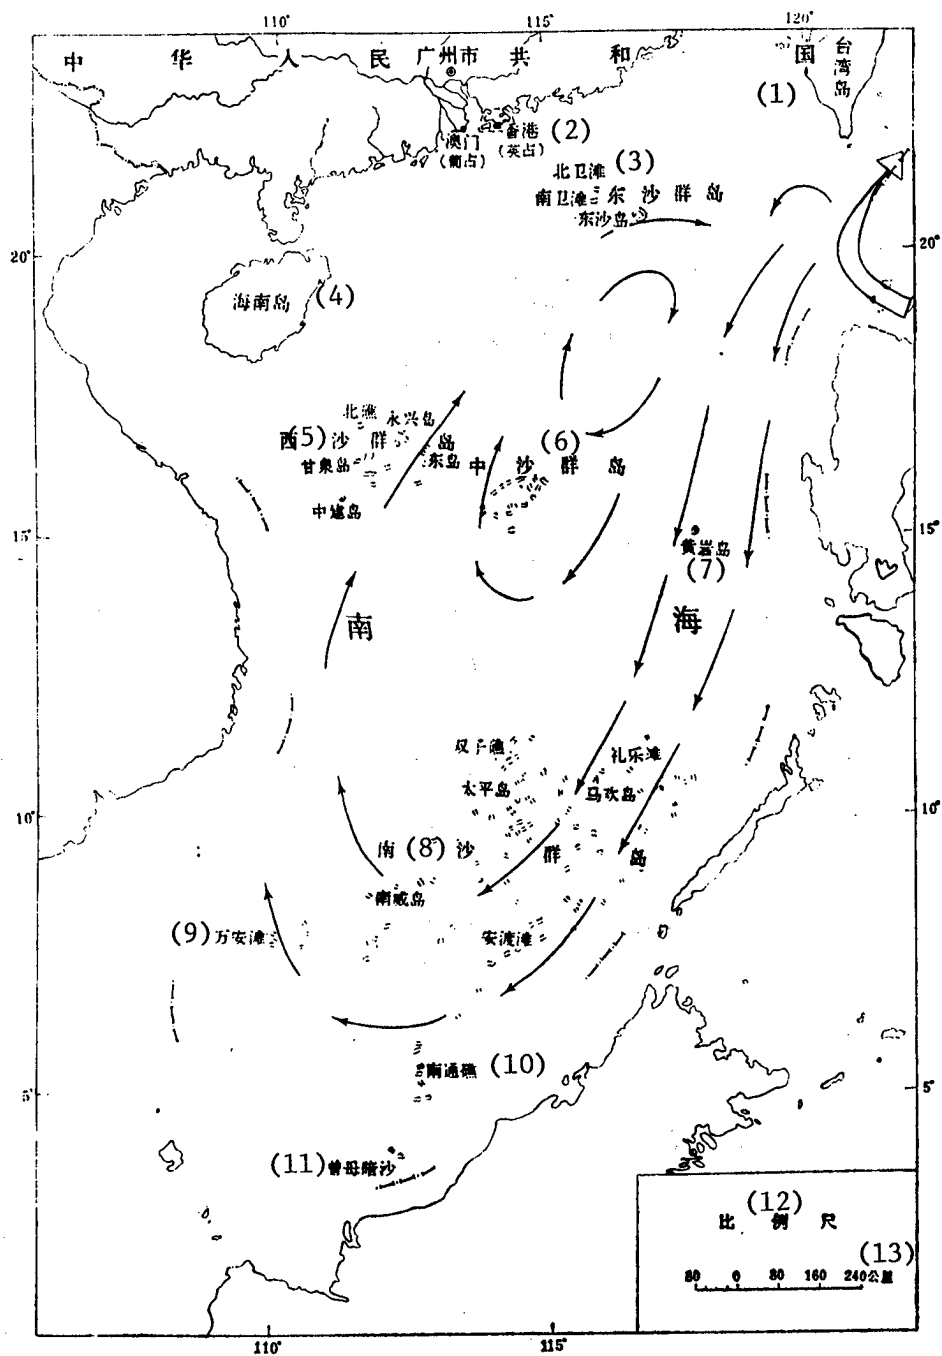 110° 115° 120°
中 华 人 民 共 和 国
广州市
台湾岛
(1)
澳门
(葡占)
香港 (2)
(英占)
北卫滩 (3)
南卫滩 东沙群岛
东沙岛
20° 20°
海南岛 (4)
北礁 永兴岛
西(5)沙群岛
甘泉岛 东岛
(6)
中沙群岛
中建岛
15° 15°
黄岩岛
(7)
南 海
双子礁 礼乐滩
太平岛 马欢岛
10° 10°
南(8)沙 群 岛
南威岛
(9)万安滩 安渡滩
南通礁 (10)
5° 5°
(11)曾母暗沙
(12)
比 例 尺
(13)
80 0 80 160 240公里
110° 115°